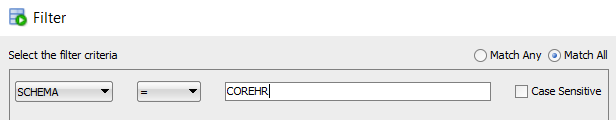 Filter
Select the filter criteria Match Any Match All
SCHEMA = COREHR Case Sensitive